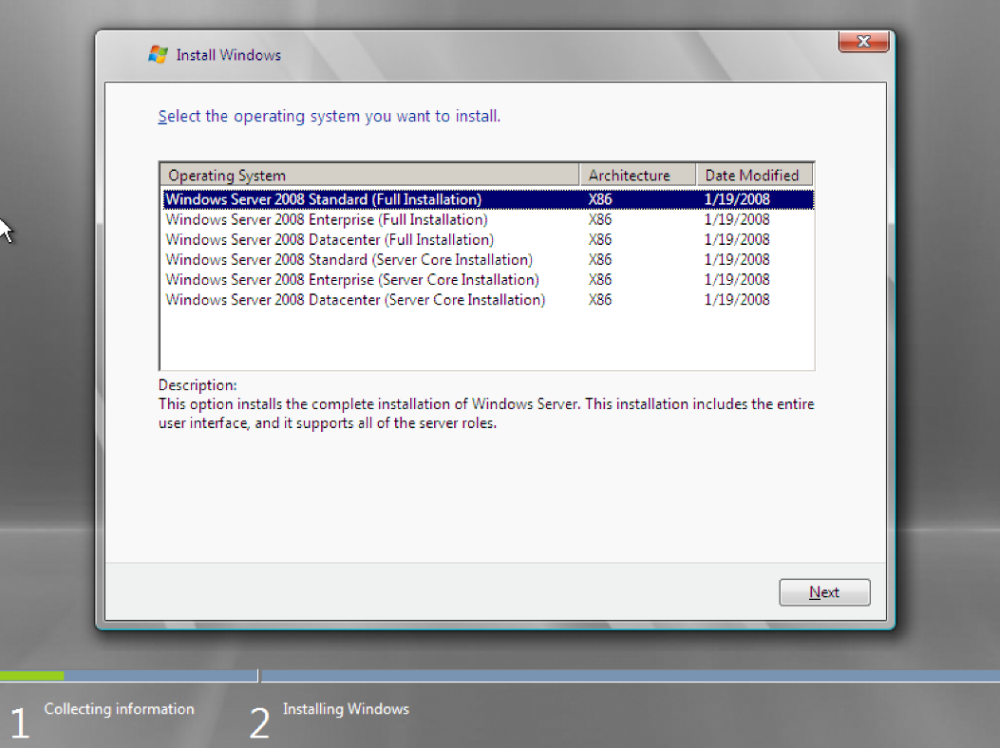 Install Windows
Select the operating system you want to install.
Operating System Architecture Date Modified
Windows Server 2008 Standard (Full Installation) X86 1/19/2008
Windows Server 2008 Enterprise (Full Installation) X86 1/19/2008
Windows Server 2008 Datacenter (Full Installation) X86 1/19/2008
Windows Server 2008 Standard (Server Core Installation) X86 1/19/2008
Windows Server 2008 Enterprise (Server Core Installation) X86 1/19/2008
Windows Server 2008 Datacenter (Server Core Installation) X86 1/19/2008
Description:
This option installs the complete installation of Windows Server. This installation includes the entire
user interface, and it supports all of the server roles.
Next
1 Collecting information 2 Installing Windows